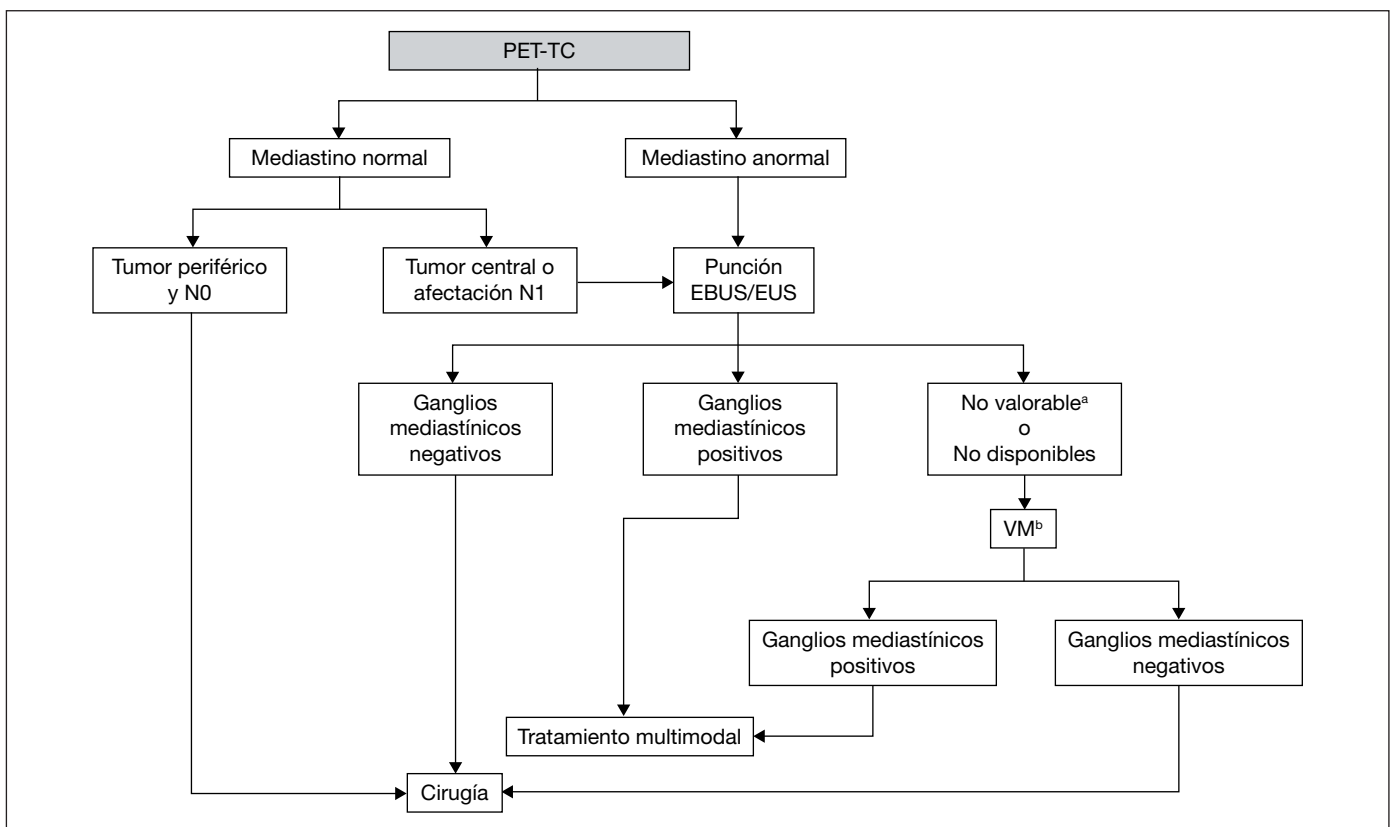 PET-TC
Mediastino normal
Mediastino anormal
Tumor periférico
y N0
Tumor central o
afectación N1
Punción
EBUS/EUS
Ganglios
mediastínicos
negativos
Ganglios
mediastínicos
positivos
No valorableᵃ
o
No disponibles
VMᵇ
Ganglios mediastínicos
positivos
Ganglios mediastínicos
negativos
Tratamiento multimodal
Cirugía